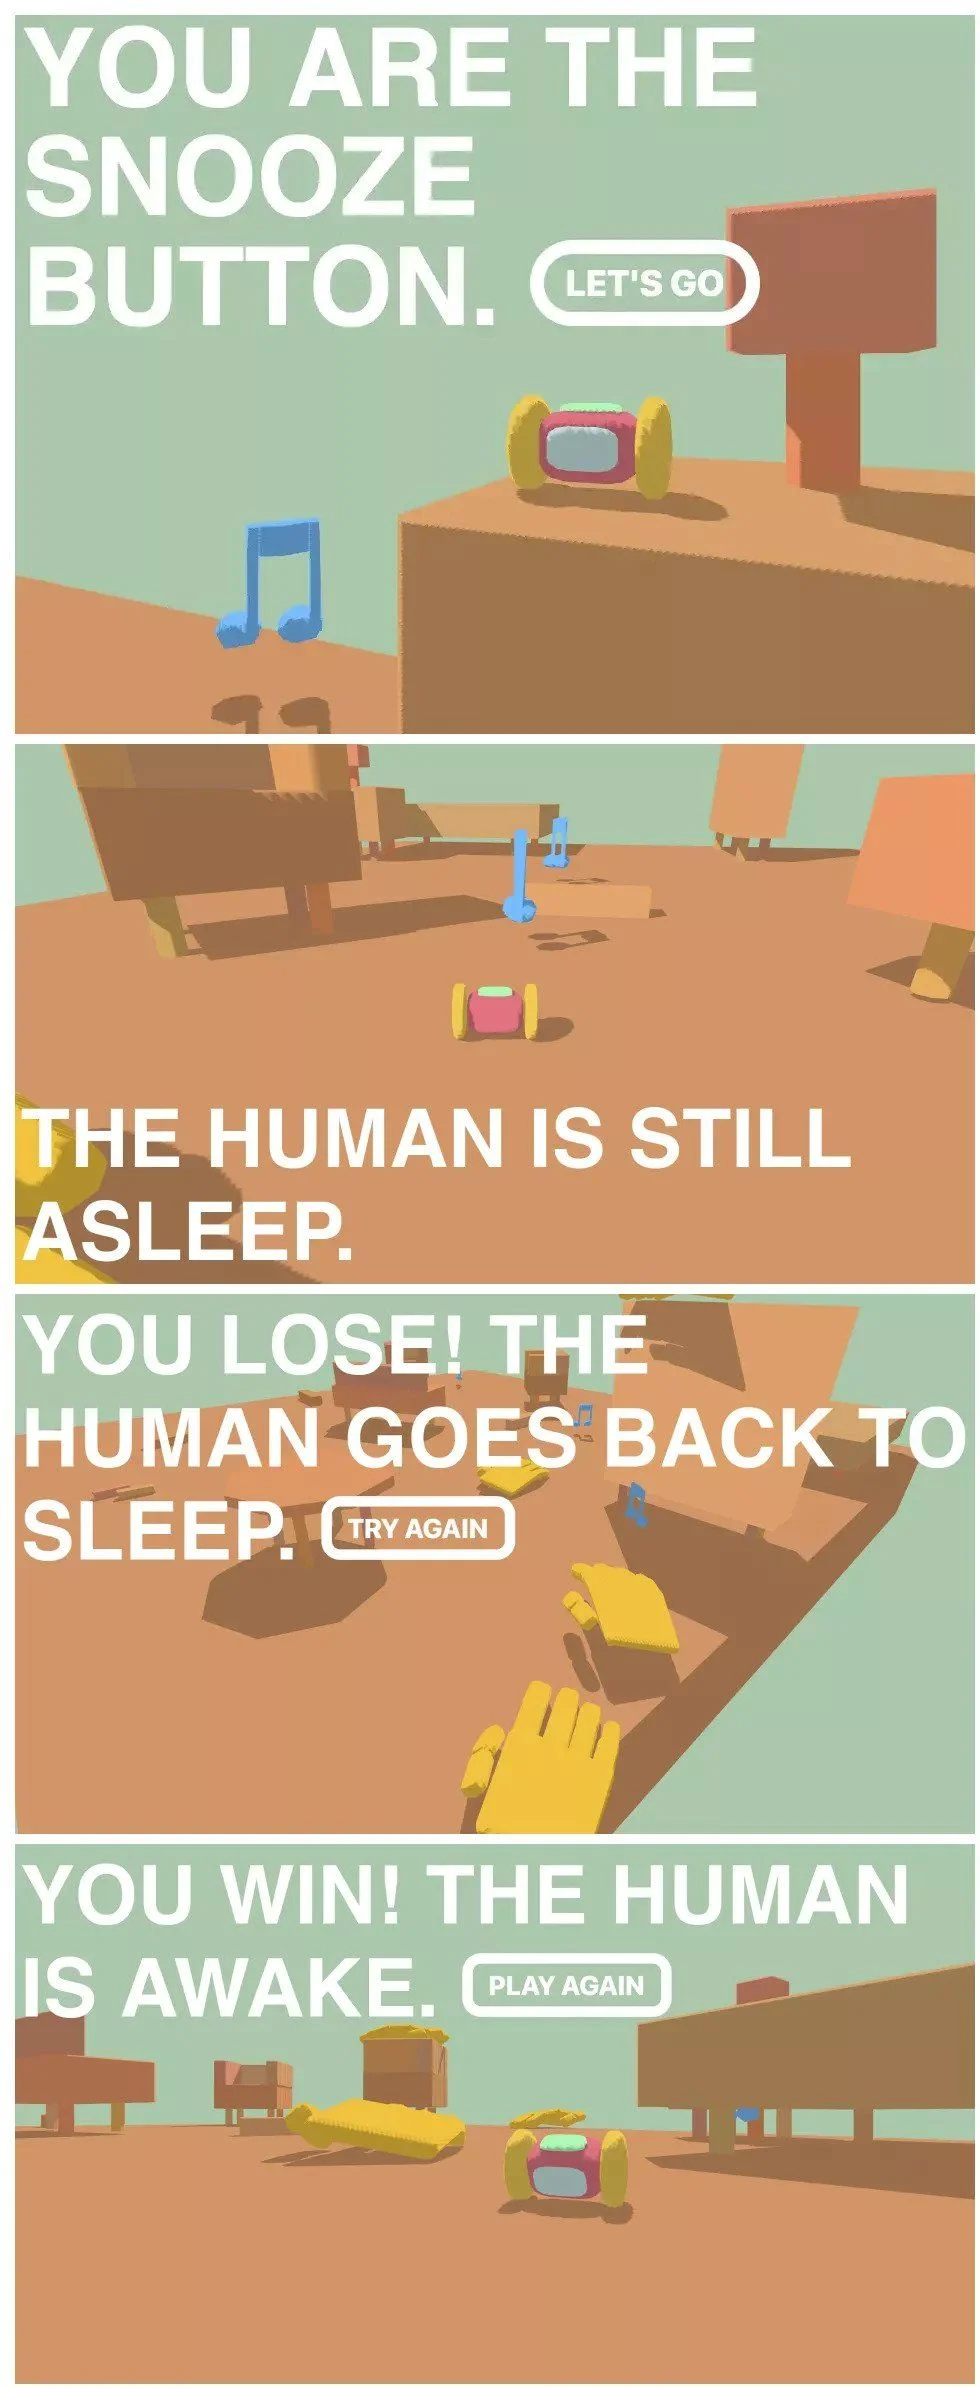 YOU ARE THE
SNOOZE
BUTTON. LET'S GO
THE HUMAN IS STILL
ASLEEP.
YOU LOSE! THE
HUMAN GOES BACK TO
SLEEP. TRY AGAIN
YOU WIN! THE HUMAN
IS AWAKE. PLAY AGAIN